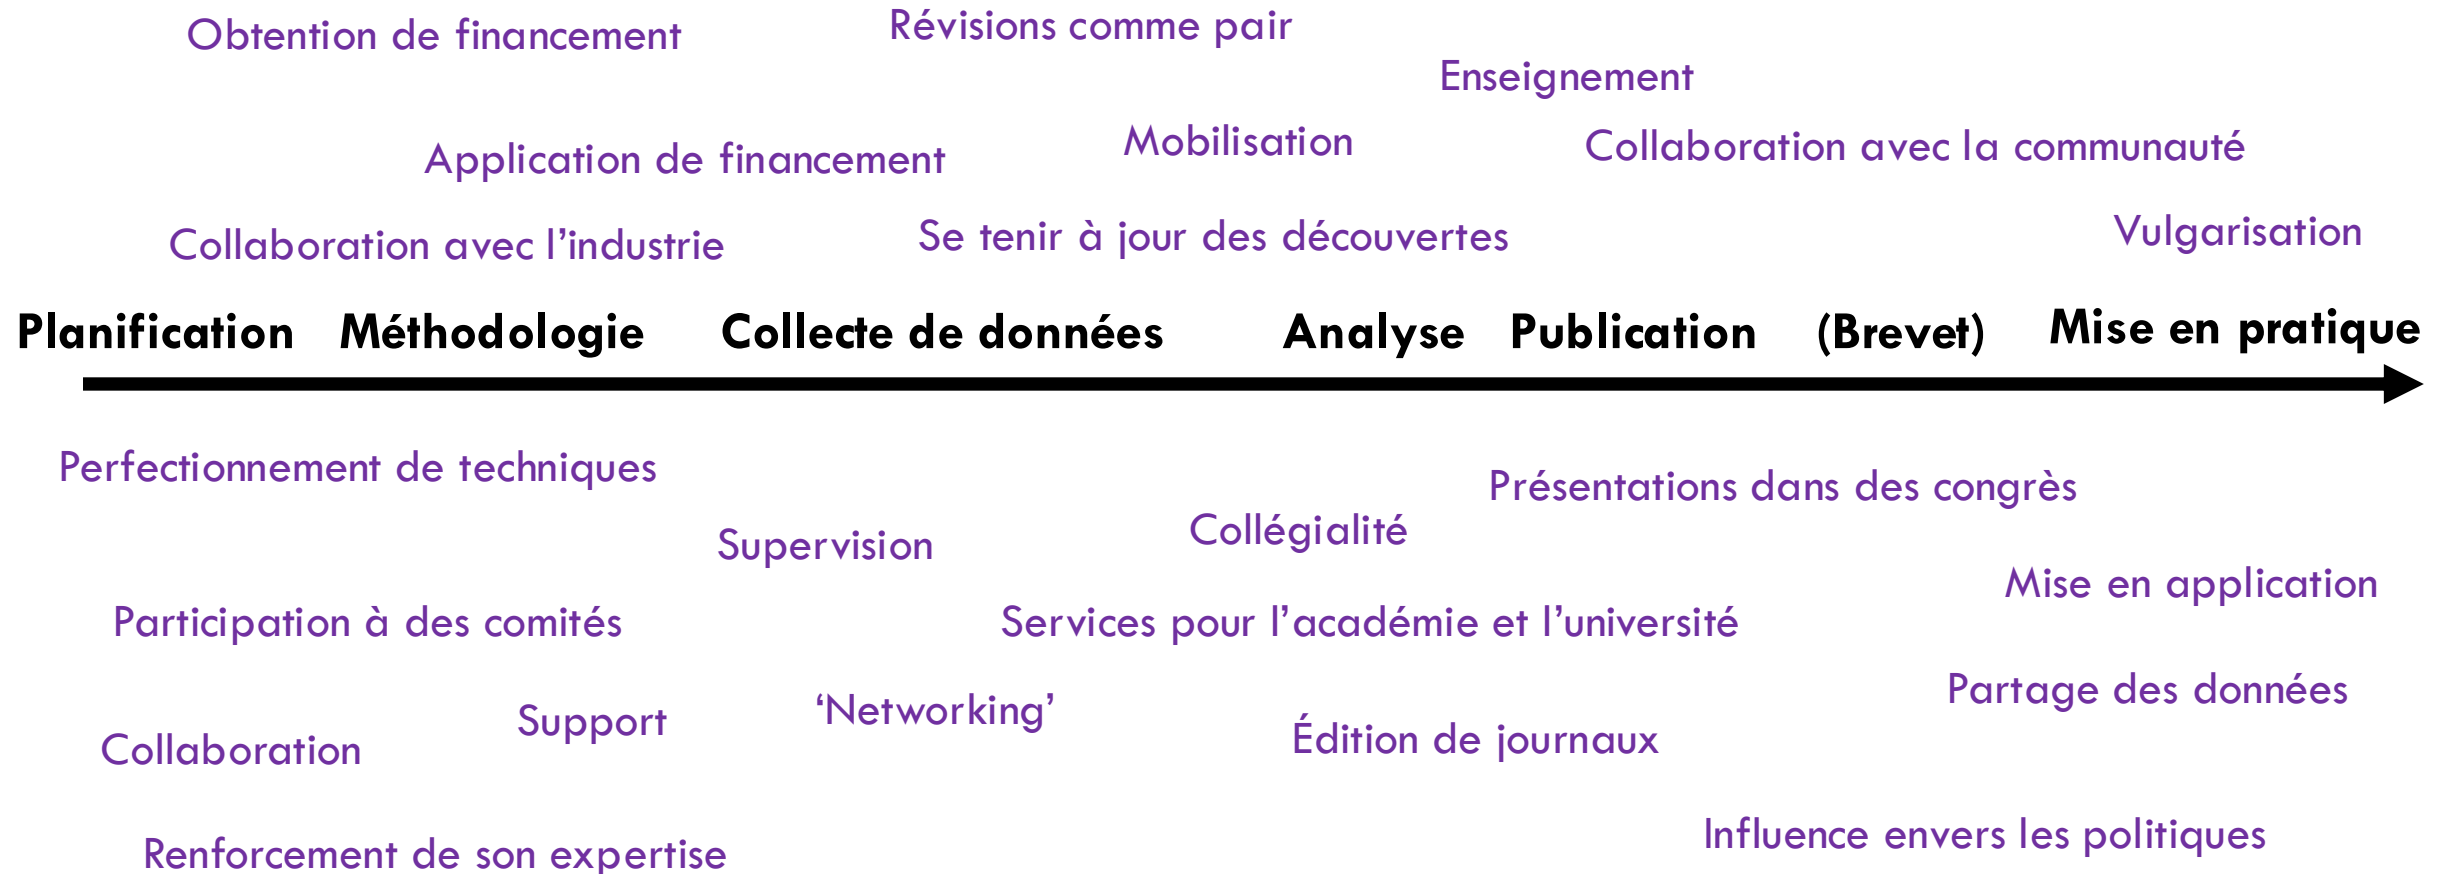 Obtention de financement
Révisions comme pair
Enseignement
Application de financement
Mobilisation
Collaboration avec la communauté
Collaboration avec l’industrie
Se tenir à jour des découvertes
Vulgarisation
Planification
Méthodologie
Collecte de données
Analyse
Publication
(Brevet)
Mise en pratique
Perfectionnement de techniques
Présentations dans des congrès
Supervision
Collégialité
Mise en application
Participation à des comités
Services pour l’académie et l’université
Partage des données
Support
‘Networking’
Édition de journaux
Collaboration
Influence envers les politiques
Renforcement de son expertise